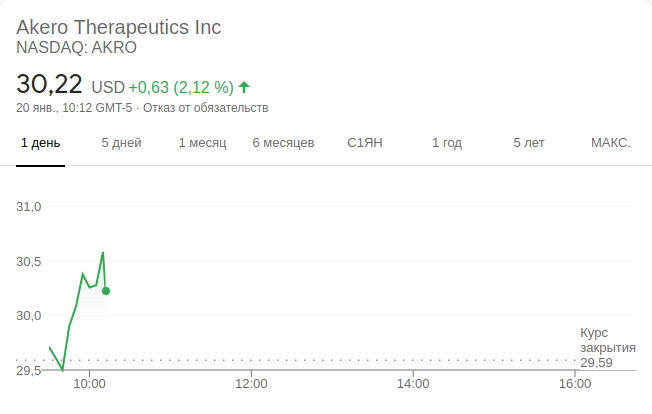 Akero Therapeutics Inc
NASDAQ: AKRO
30,22 USD +0,63 (2,12 %)
20 янв., 10:12 GMT-5 · Отказ от обязательств
1 день 5 дней 1 месяц 6 месяцев С1ЯН 1 год 5 лет МАКС.
31,0
30,5
30,0
Курс
закрытия
29,59
29,5
10:00 12:00 14:00 16:00